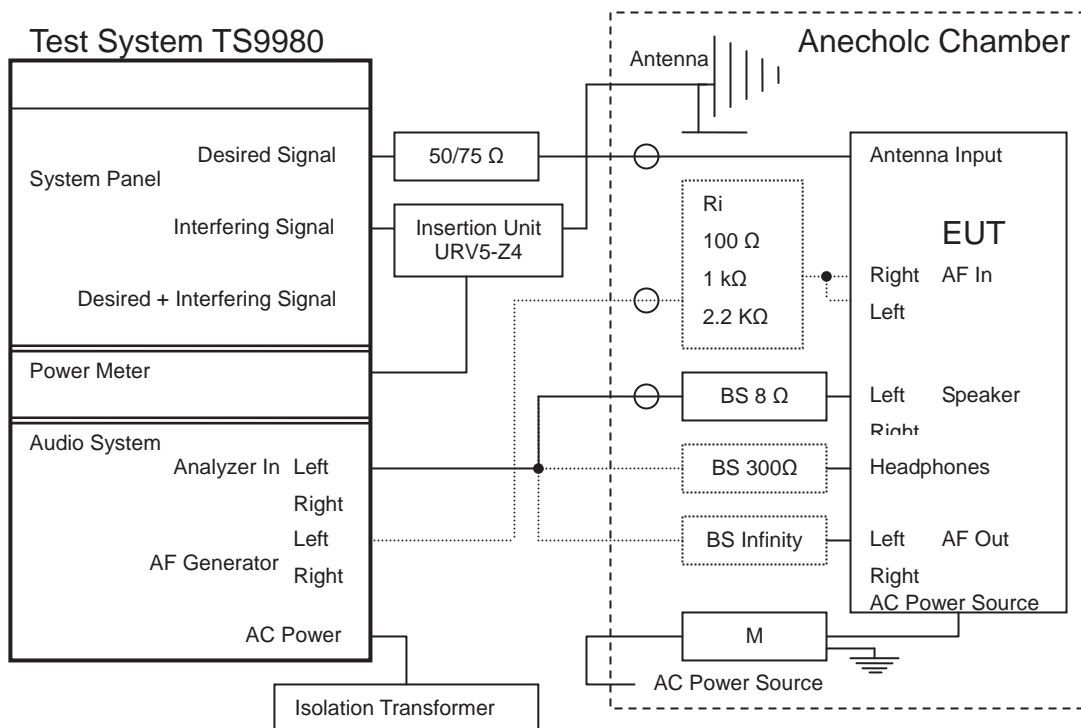 Test System TS9980
Anecholc Chamber
Antenna
Desired Signal
50/75 Ω
Antenna Input
System Panel
Ri
Interfering Signal
Insertion Unit
URV5-Z4
100 Ω
EUT
1 kΩ
Right AF In
Desired + Interfering Signal
2.2 KΩ
Left
Power Meter
BS 8 Ω
Left Speaker
Right
Audio System
Analyzer In Left
BS 300Ω
Headphones
Right
Left
BS Infinity
Left AF Out
AF Generator
Right
Right
AC Power Source
AC Power
M
AC Power Source
Isolation Transformer